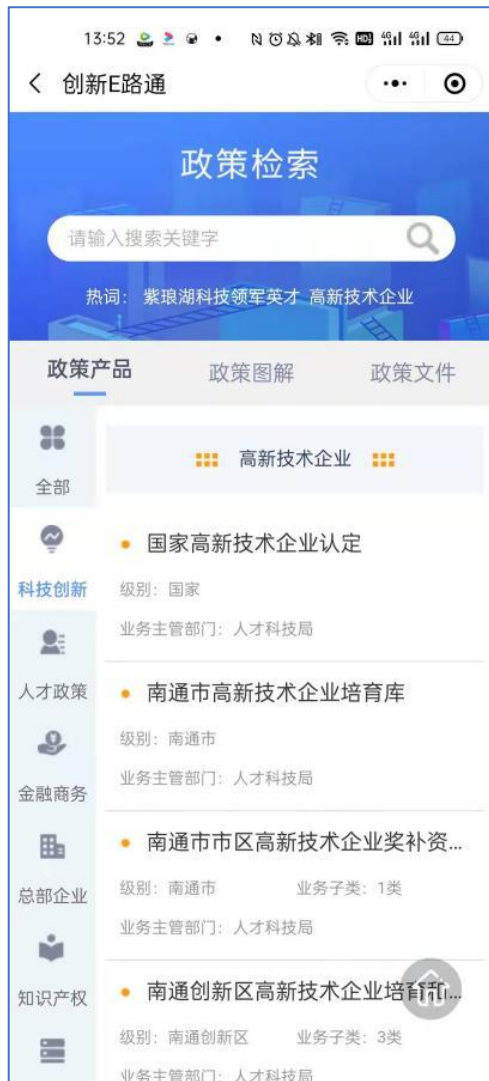 13:52
HD
4G
4G
44
创新E路通
政策检索
请输入搜索关键字
热词： 紫琅湖科技领军英才 高新技术企业
政策产品
政策图解
政策文件
全部
科技创新
人才政策
金融商务
总部企业
知识产权
高新技术企业
国家高新技术企业认定
级别：国家
业务主管部门：人才科技局
南通市高新技术企业培育库
级别：南通市
业务主管部门：人才科技局
南通市市区高新技术企业奖补资...
级别：南通市 业务子类：1类
业务主管部门：人才科技局
南通创新区高新技术企业培育和...
级别：南通创新区 业务子类：3类
业务主管部门：人才科技局